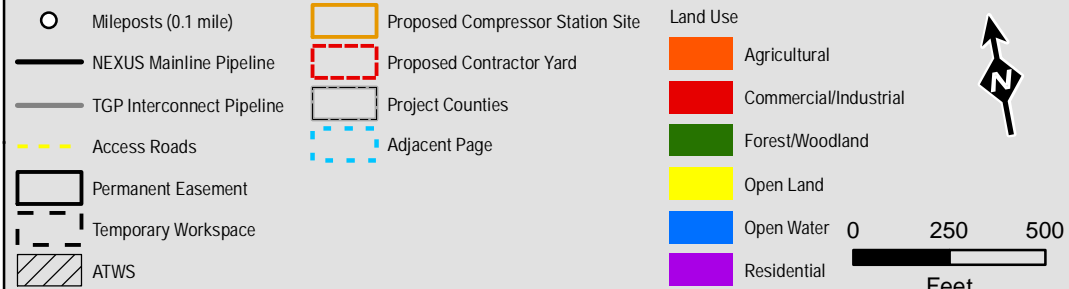 Mileposts (0.1 mile)
NEXUS Mainline Pipeline
TGP Interconnect Pipeline
Access Roads
Permanent Easement
Temporary Workspace
ATWS
Proposed Compressor Station Site
Proposed Contractor Yard
Project Counties
Adjacent Page
Land Use
Agricultural
Commercial/Industrial
Forest/Woodland
Open Land
Open Water
Residential
N
0 250 500
Feet